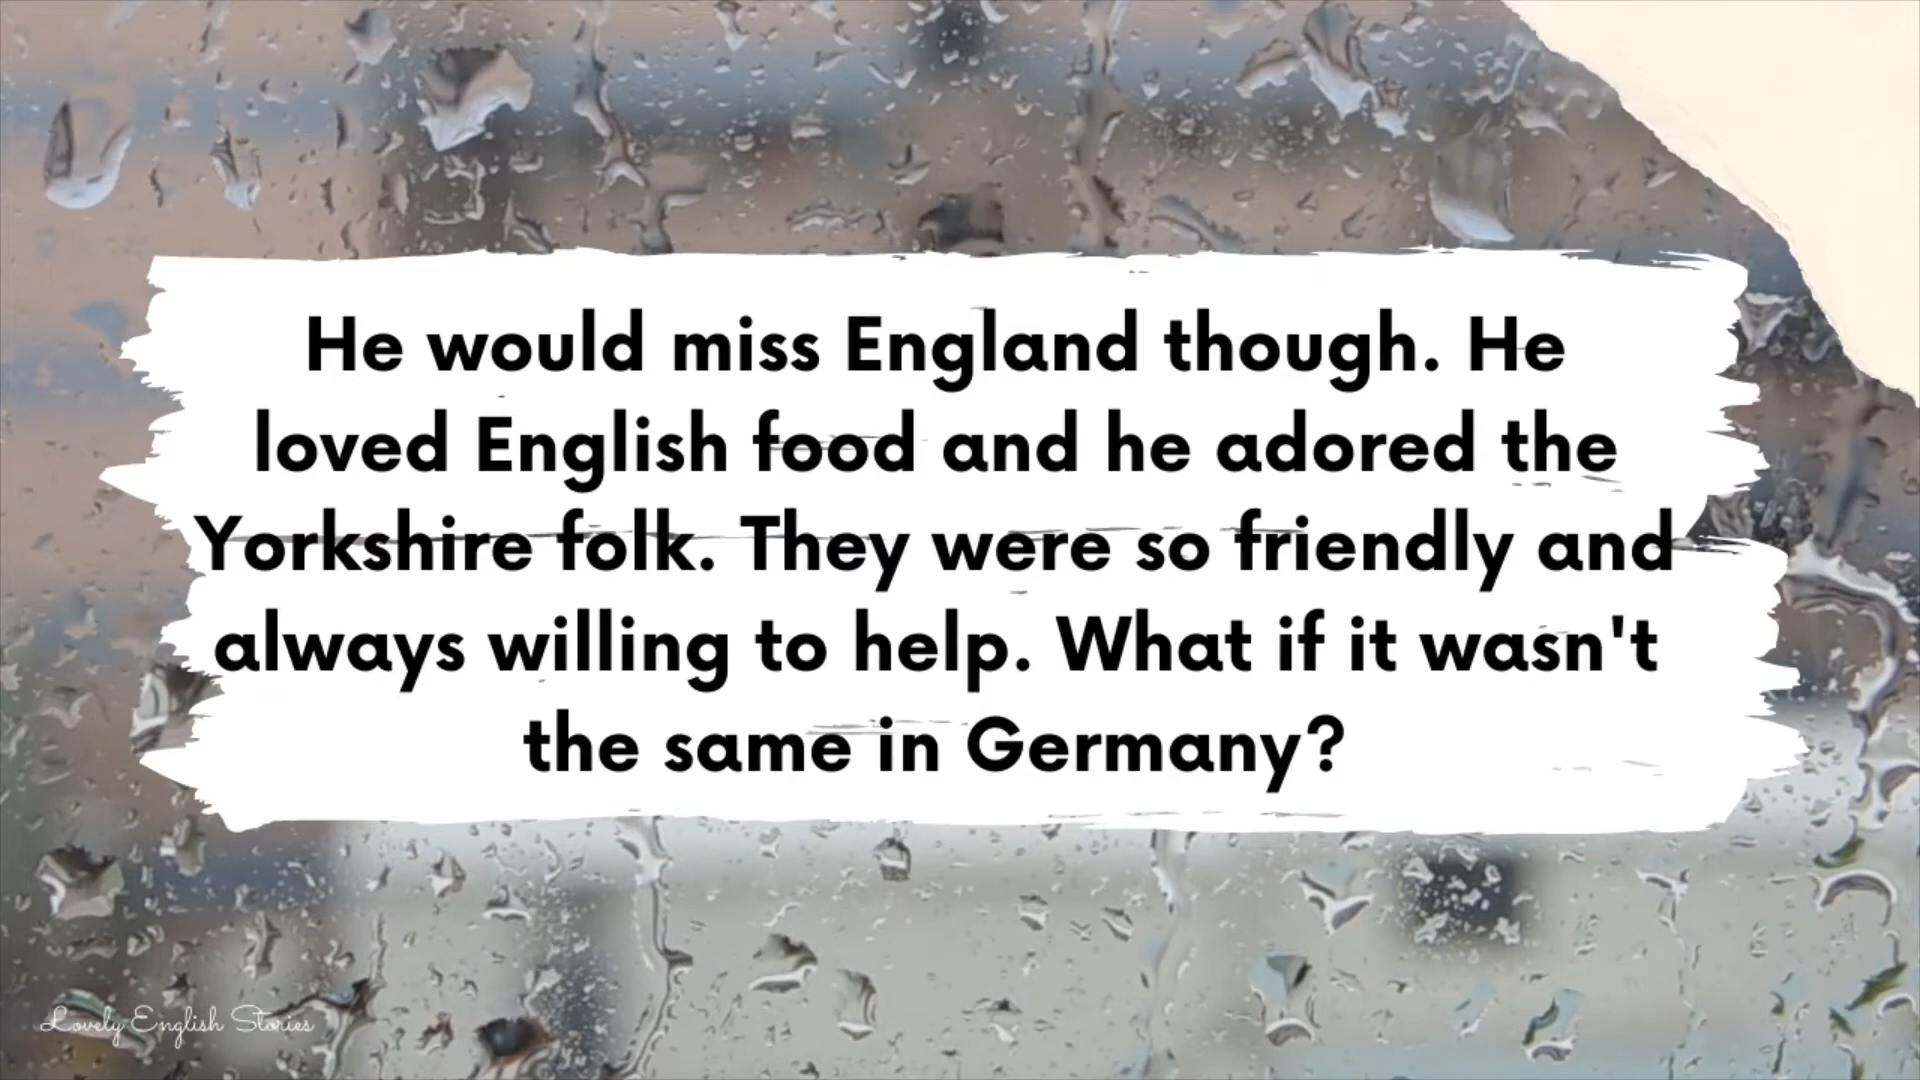 He would miss England though. He
loved English food and he adored the
Yorkshire folk. They were so friendly and
always willing to help. What if it wasn't
the same in Germany?
Lovely English Stories